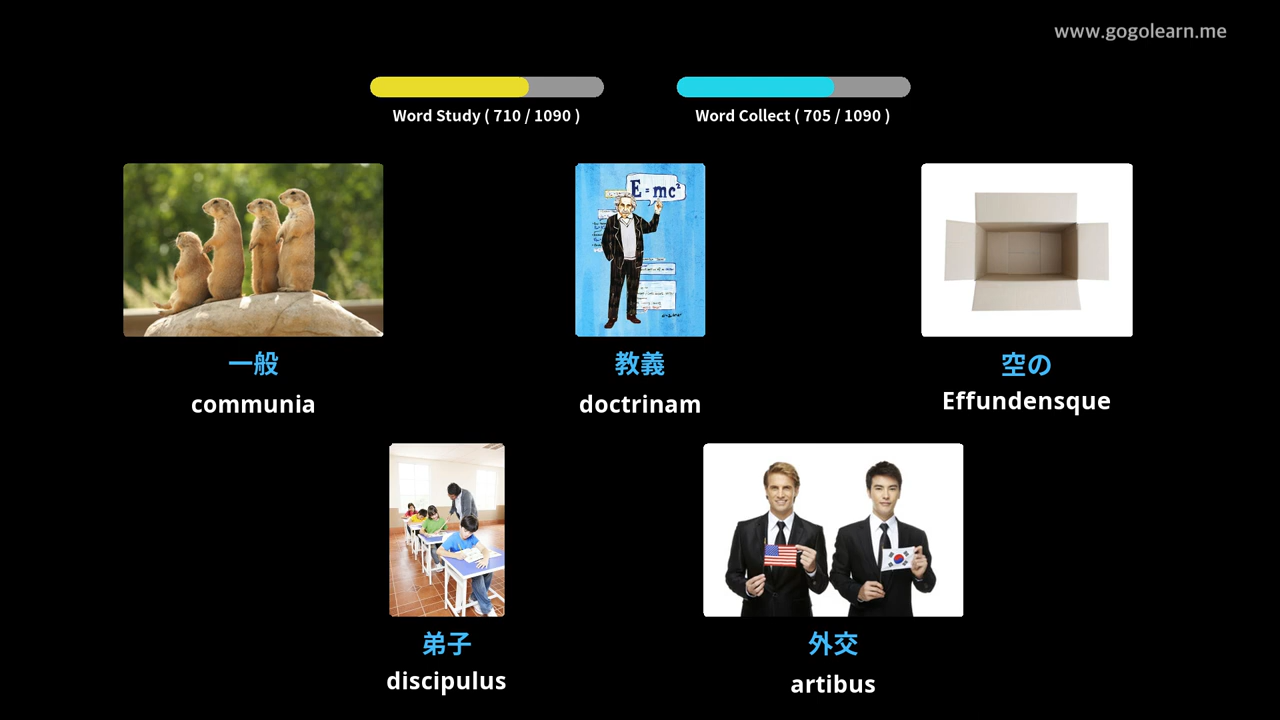 www.gogolearn.me
Word Study ( 710 / 1090 )
Word Collect ( 705 / 1090 )
E=mc²
一般
communia
教義
doctrinam
空の
Effundensque
弟子
discipulus
外交
artibus